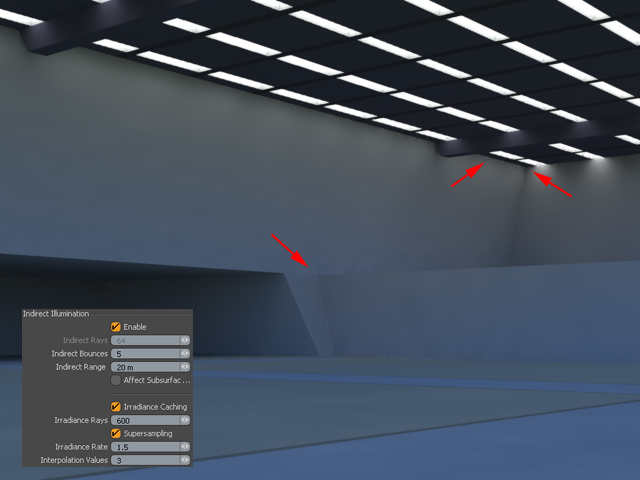 Indirect Illumination
Enable
Indirect Rays 64
Indirect Bounces 5
Indirect Range 20 m
Affect Subsurfac ...
Irradiance Caching
Irradiance Rays 600
Supersampling
Irradiance Rate 1.5
Interpolation Values 3